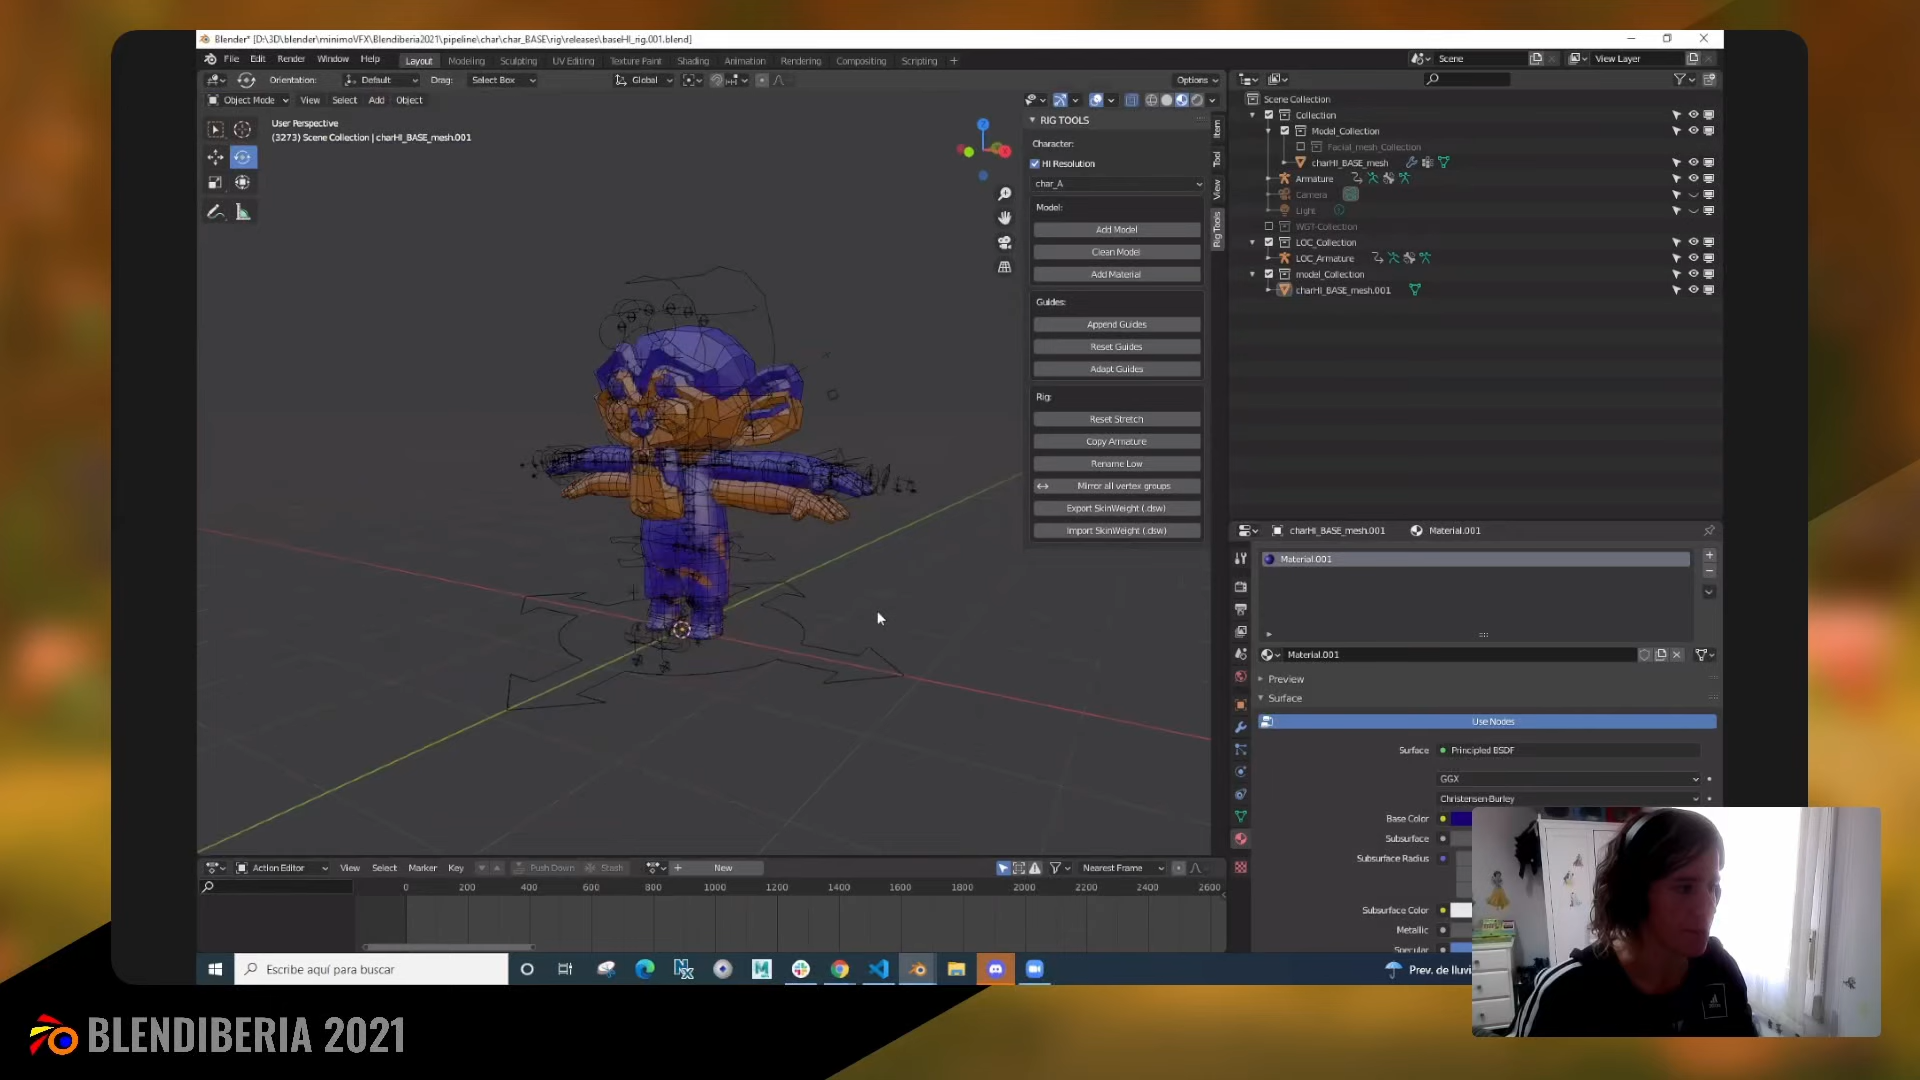 Blender* [D:\3D\blender\minimoVFX\Blendiberia2021\pipeline\char\char_BASE\rig\releases\baseHI_rig.001.blend]
File Edit Render Window Help Layout Modeling Sculpting UV Editing Texture Paint Shading Animation Rendering Compositing Scripting + Scene View Layer
Orientation: Default Drag: Select Box Global Options
Object Mode View Select Add Object
User Perspective
(3273) Scene Collection | charHI_BASE_mesh.001
RIG TOOLS
Character:
HI Resolution
char_A
Model:
Add Model
Clean Model
Add Material
Guides:
Append Guides
Reset Guides
Adapt Guides
Rig:
Reset Stretch
Copy Armature
Rename Low
Mirror all vertex groups
Export SkinWeight (.dsw)
Import SkinWeight (.dsw)
Item
Tool
View
Rig Tools
Scene Collection
Collection
Model_Collection
Facial_mesh_Collection
charHI_BASE_mesh
Armature
Camera
Light
WGT-Collection
LOC_Collection
LOC_Armature
model_Collection
charHI_BASE_mesh.001
charHI_BASE_mesh.001 Material.001
Material.001
Material.001
Preview
Surface
Use Nodes
Surface Principled BSDF
GGX
Christensen-Burley
Base Color
Subsurface
Subsurface Radius
Subsurface Color
Metallic
Specular
Action Editor View Select Marker Key Push Down Stash New Nearest Frame
0 200 400 600 800 1000 1200 1400 1600 1800 2000 2200 2400 2600
Escribe aquí para buscar
Prev. de lluvi
BLENDIBERIA 2021